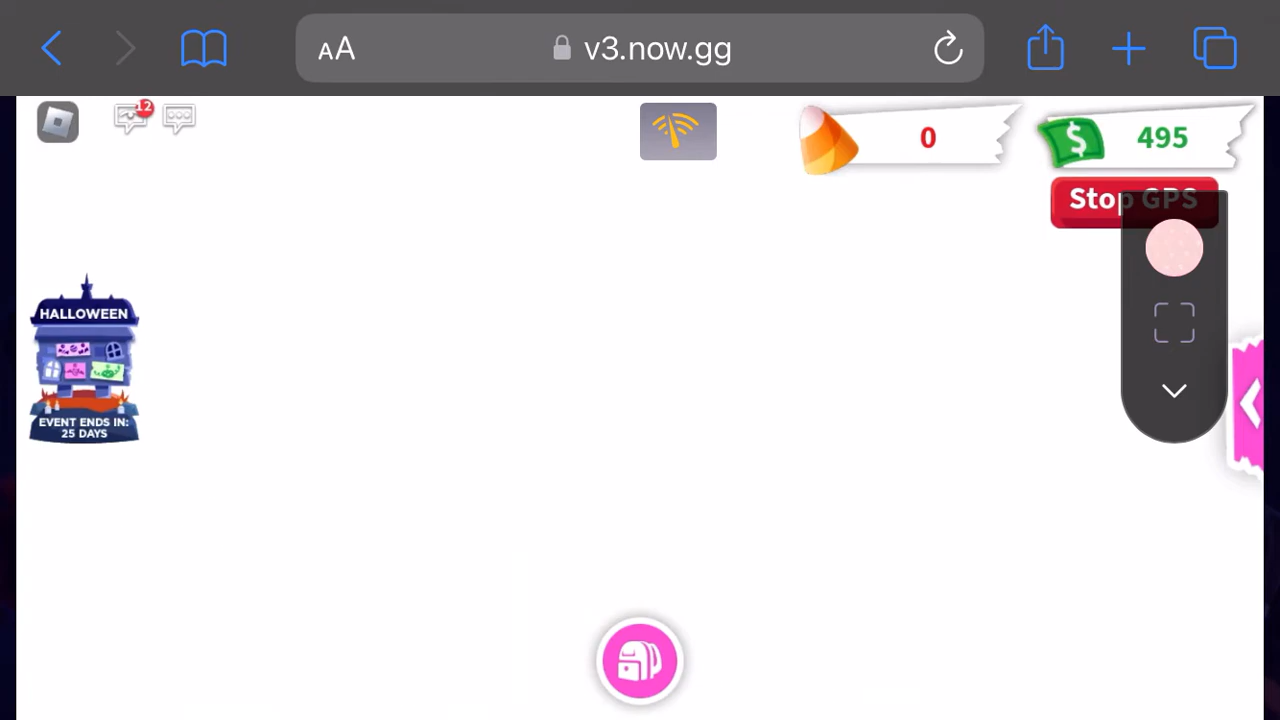 AA
v3.now.gg
12
0
495
Stop GPS
HALLOWEEN
EVENT ENDS IN:
25 DAYS